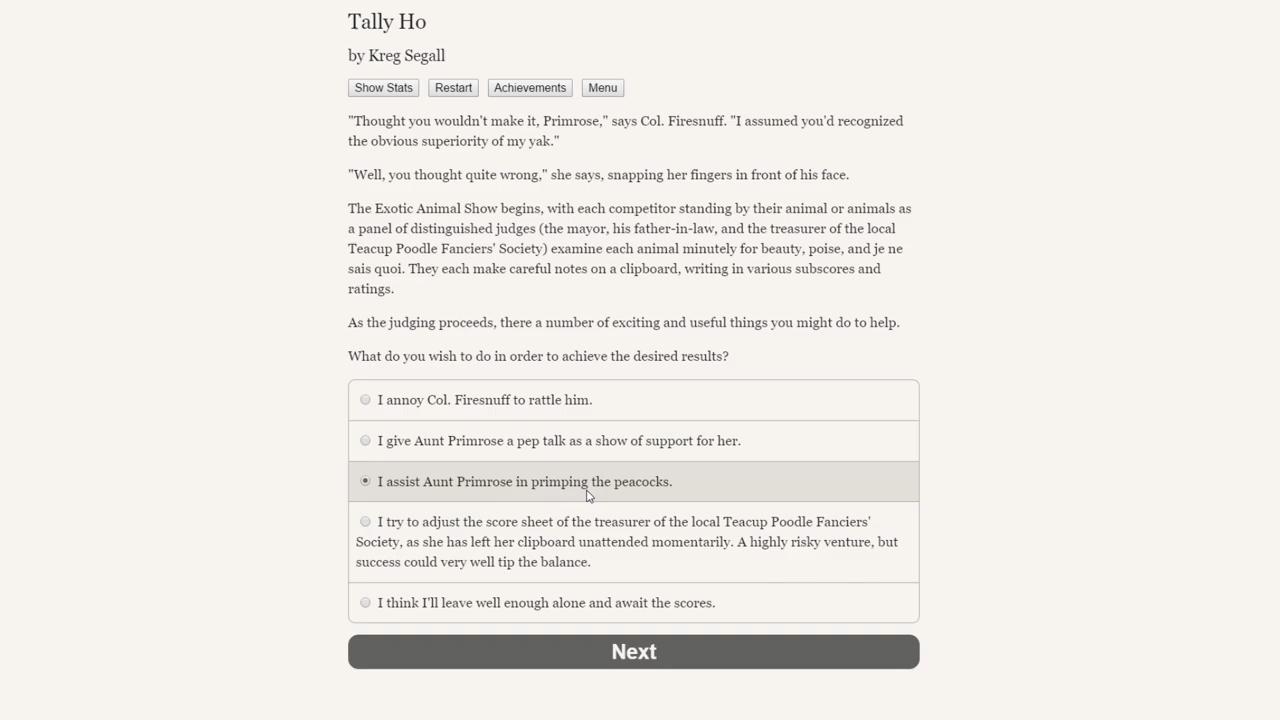 Tally Ho
by Kreg Segall
Show Stats Restart Achievements Menu
"Thought you wouldn't make it, Primrose," says Col. Firesnuff. "I assumed you'd recognized
the obvious superiority of my yak."
"Well, you thought quite wrong," she says, snapping her fingers in front of his face.
The Exotic Animal Show begins, with each competitor standing by their animal or animals as
a panel of distinguished judges (the mayor, his father-in-law, and the treasurer of the local
Teacup Poodle Fanciers' Society) examine each animal minutely for beauty, poise, and je ne
sais quoi. They each make careful notes on a clipboard, writing in various subscores and
ratings.
As the judging proceeds, there a number of exciting and useful things you might do to help.
What do you wish to do in order to achieve the desired results?
I annoy Col. Firesnuff to rattle him.
I give Aunt Primrose a pep talk as a show of support for her.
I assist Aunt Primrose in primping the peacocks.
I try to adjust the score sheet of the treasurer of the local Teacup Poodle Fanciers'
Society, as she has left her clipboard unattended momentarily. A highly risky venture, but
success could very well tip the balance.
I think I'll leave well enough alone and await the scores.
Next